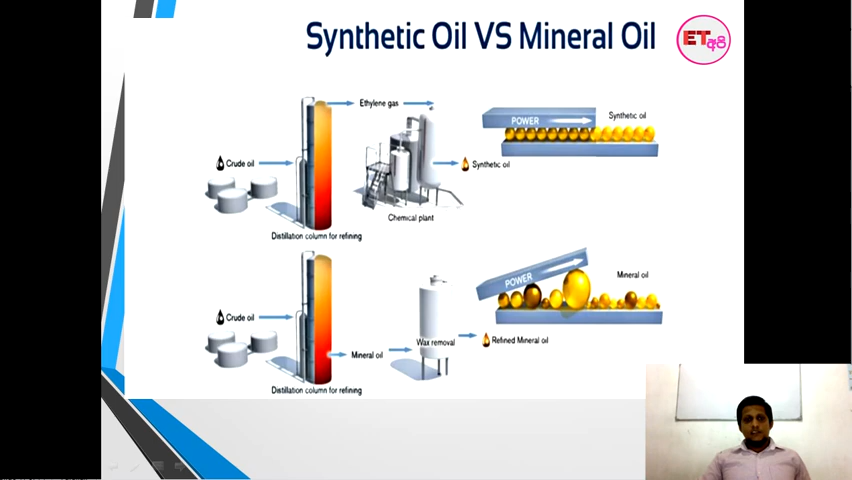 Synthetic Oil VS Mineral Oil
ET අපි
Ethylene gas
Crude oil
POWER
Synthetic oil
Synthetic oil
Chemical plant
Distillation column for refining
Crude oil
Mineral oil
Wax removal
POWER
Mineral oil
Refined Mineral oil
Distillation column for refining